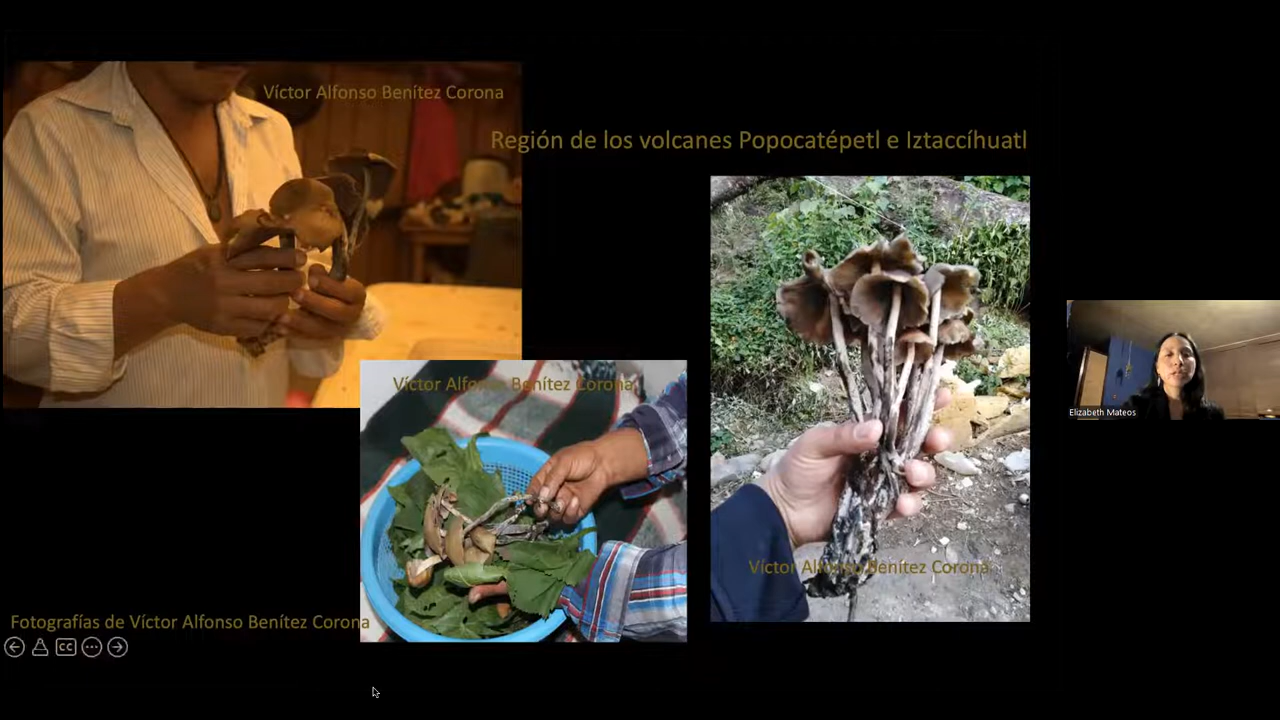 Víctor Alfonso Benítez Corona
Región de los volcanes Popocatépetl e Iztaccíhuatl
Víctor Alfonso Benítez Corona
Elizabeth Mateos
Víctor Alfonso Benítez Corona
Fotografías de Víctor Alfonso Benítez Corona
CC